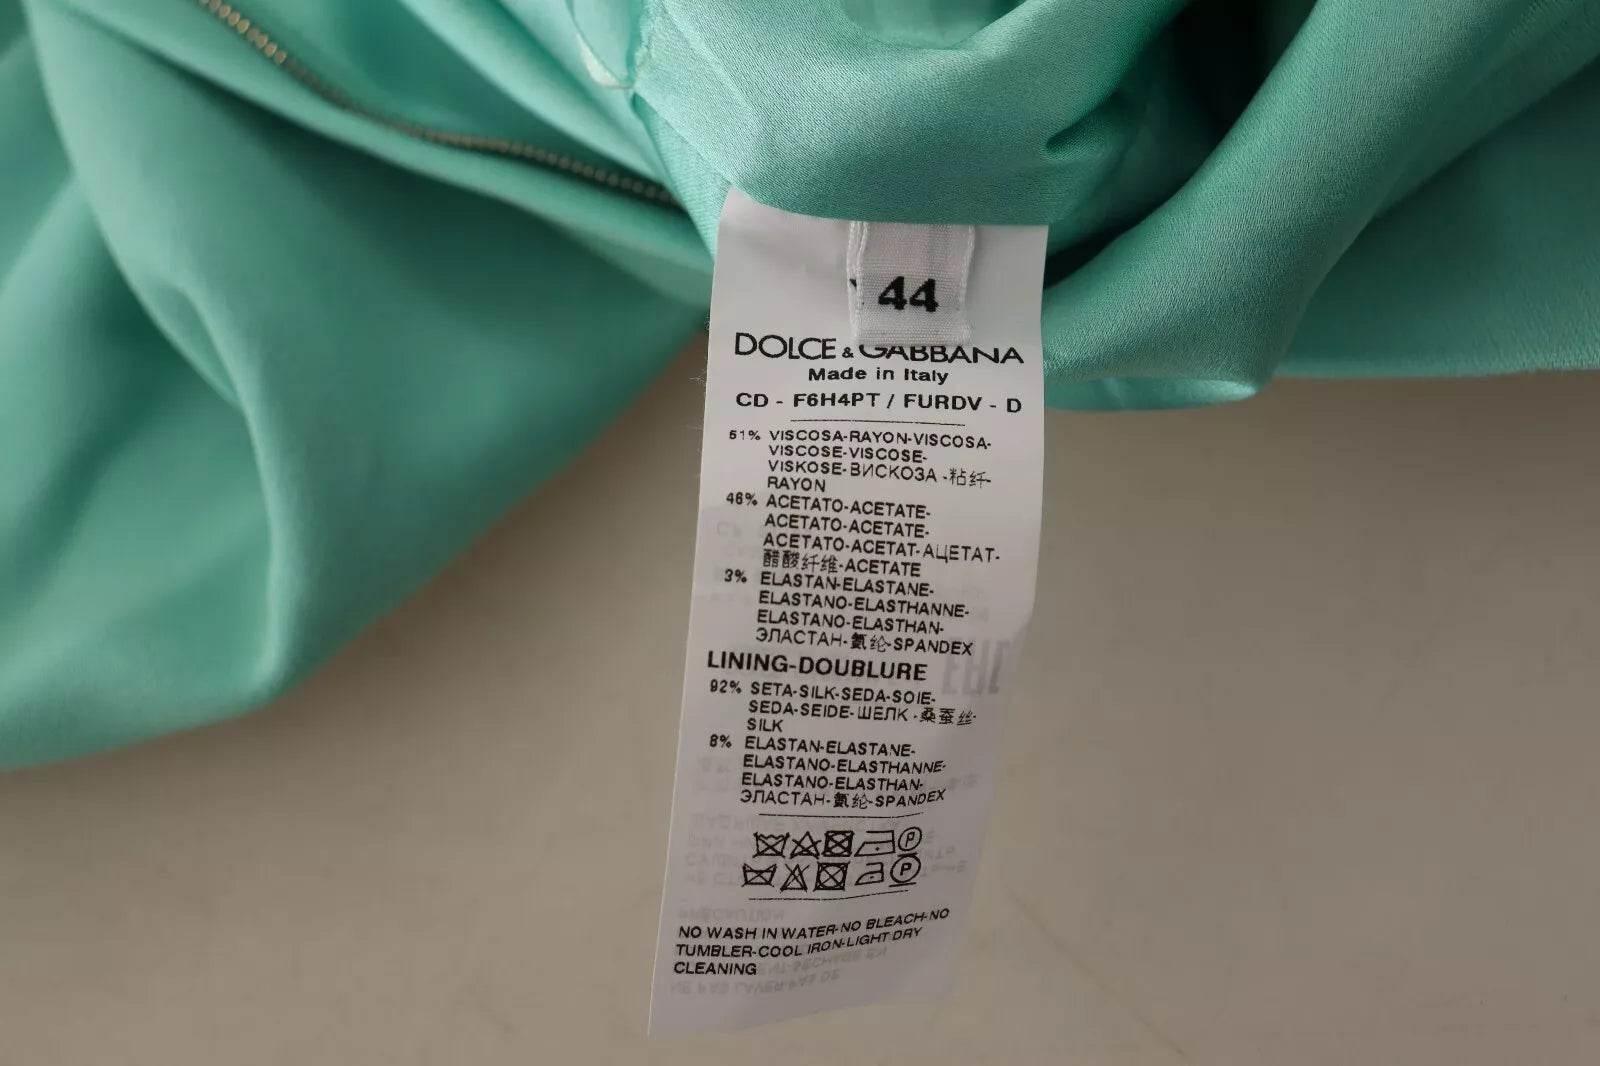 44
DOLCE & GABBANA
Made in Italy
CD - F6H4PT / FURDV - D
51% VISCOSA-RAYON-VISCOSA-
VISCOSE-VISCOSE-
VISKOSE-ВИСКОЗА -粘纤-
RAYON
46% ACETATO-ACETATE-
ACETATO-ACETATE-
ACETATO-ACETAT-АЦЕТАТ-
醋酸纤维-ACETATE
3% ELASTAN-ELASTANE-
ELASTANO-ELASTHANNE-
ELASTANO-ELASTHAN-
ЭЛАСТАН-氨纶-SPANDEX
LINING-DOUBLURE
92% SETA-SILK-SEDA-SOIE-
SEDA-SEIDE-ШЕЛК -桑蚕丝-
SILK
8% ELASTAN-ELASTANE-
ELASTANO-ELASTHANNE-
ELASTANO-ELASTHAN-
ЭЛАСТАН-氨纶-SPANDEX
P
P
NO WASH IN WATER-NO BLEACH-NO
TUMBLER-COOL IRON-LIGHT DRY
CLEANING